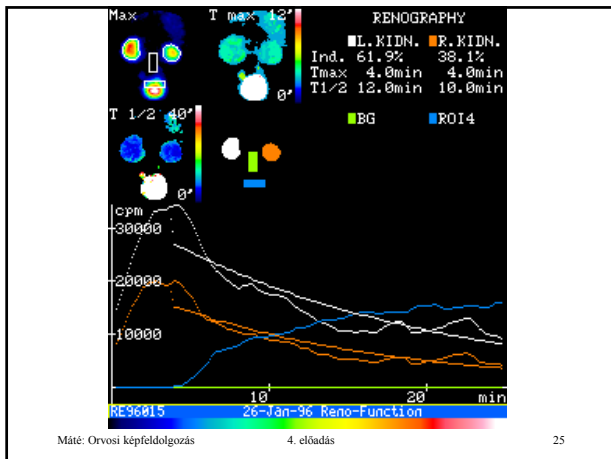 Max
T max 12'
0'
RENOGRAPHY
L.KIDN. R.KIDN.
Ind. 61.9% 38.1%
Tmax 4.0min 4.0min
T1/2 12.0min 10.0min
T 1/2 40'
0'
BG ROI4
cpm
30000
20000
10000
10 20 min
RE96015 26-Jan-96 Reno-Function
Máté: Orvosi képfeldolgozás 4. előadás 25